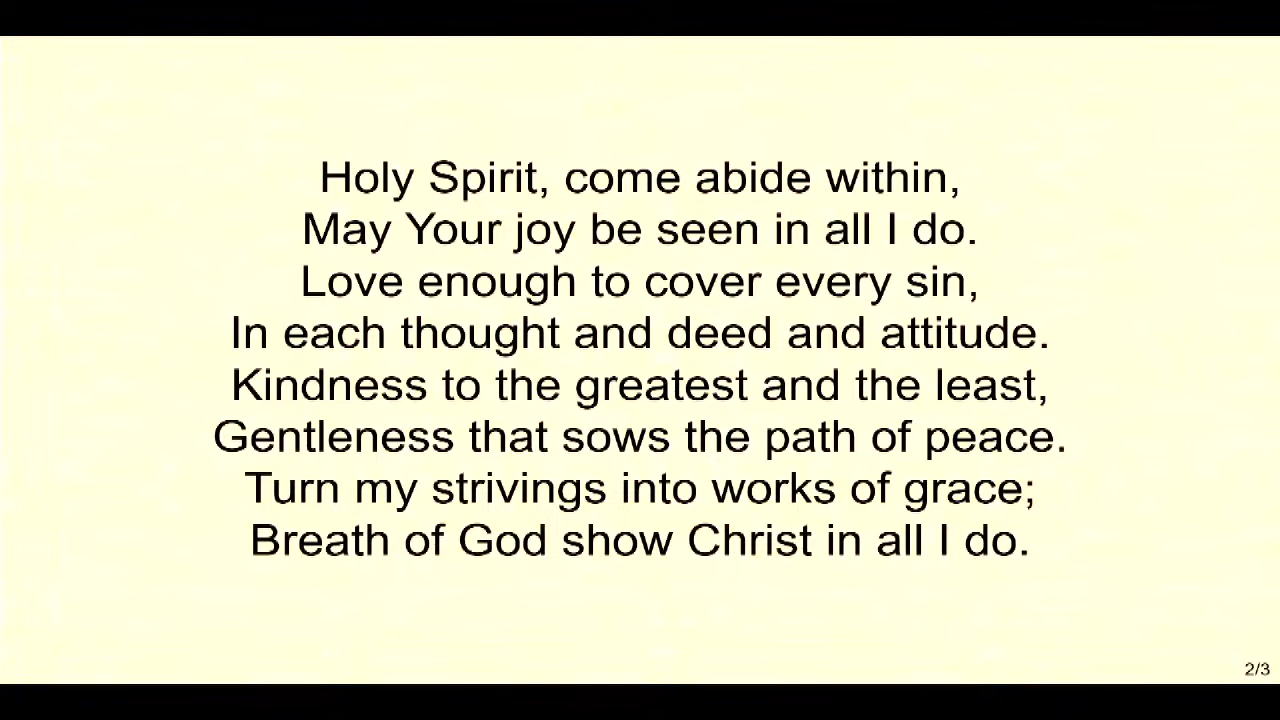 Holy Spirit, come abide within,
May Your joy be seen in all I do.
Love enough to cover every sin,
In each thought and deed and attitude.
Kindness to the greatest and the least,
Gentleness that sows the path of peace.
Turn my strivings into works of grace;
Breath of God show Christ in all I do.
2/3